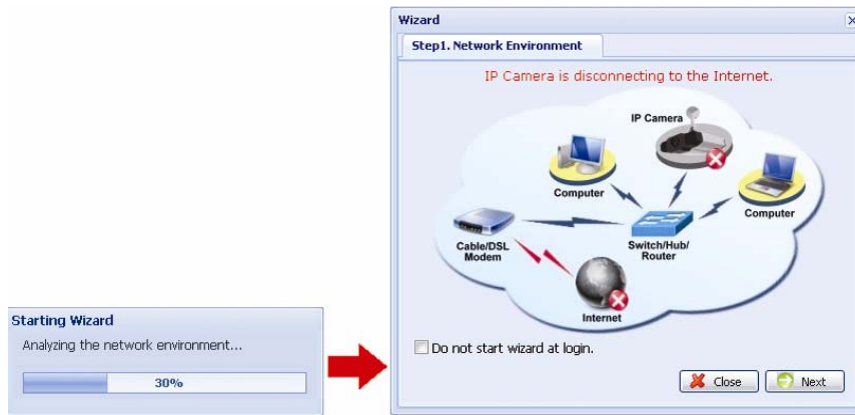 Starting Wizard
Analyzing the network environment...
30%
Wizard
Step1. Network Environment
IP Camera is disconnecting to the Internet.
IP Camera
Computer
Computer
Cable/DSL
Modem
Switch/Hub/
Router
Internet
Do not start wizard at login.
Close
Next